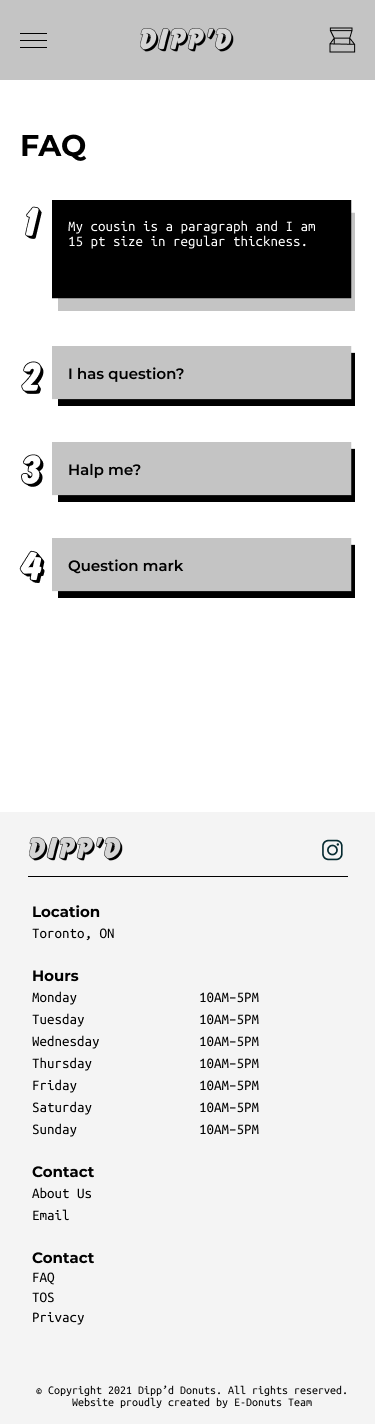 DIPP'D
FAQ
1
My cousin is a paragraph and I am
15 pt size in regular thickness.
2
I has question?
3
Halp me?
4
Question mark
DIPP'D
Location
Toronto, ON
Hours
Monday 10AM–5PM
Tuesday 10AM–5PM
Wednesday 10AM–5PM
Thursday 10AM–5PM
Friday 10AM–5PM
Saturday 10AM–5PM
Sunday 10AM–5PM
Contact
About Us
Email
Contact
FAQ
TOS
Privacy
© Copyright 2021 Dipp’d Donuts. All rights reserved.
Website proudly created by E-Donuts Team